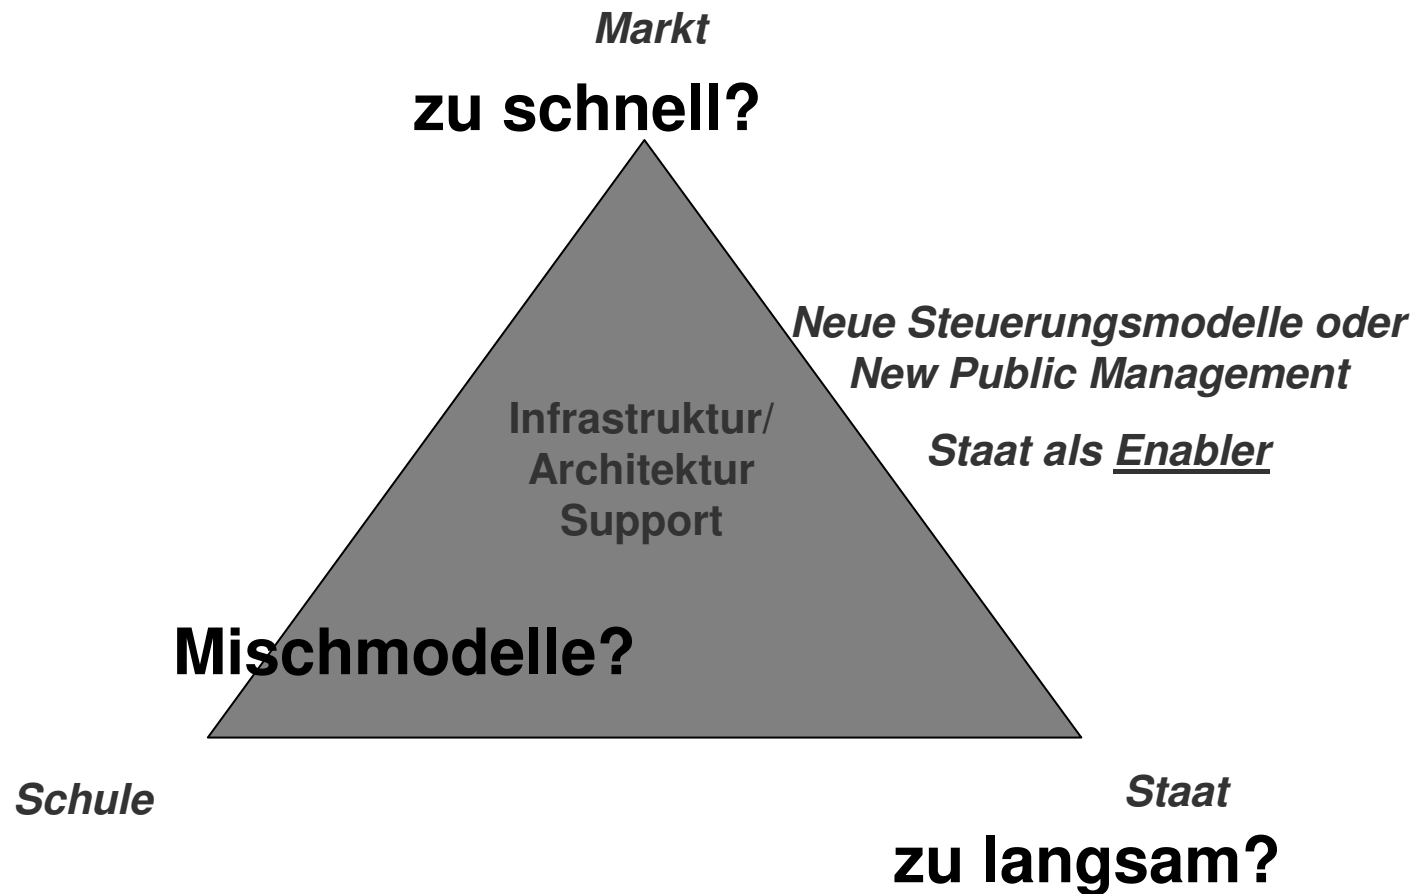 Markt
zu schnell?
Neue Steuerungsmodelle oder
New Public Management
Staat als Enabler
Infrastruktur/
Architektur
Support
Mischmodelle?
Schule
Staat
zu langsam?